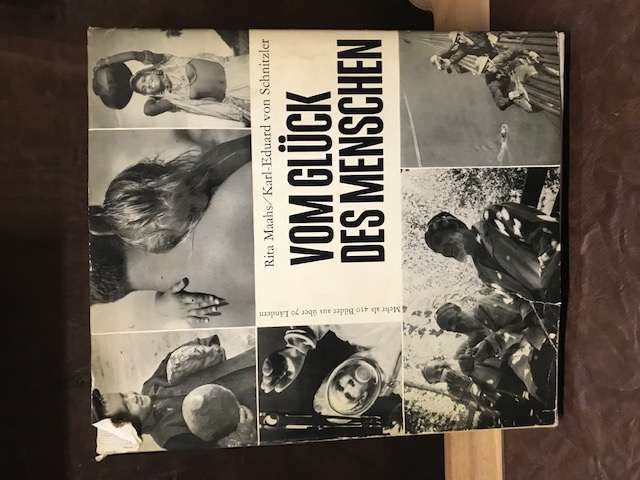 Rita Maahs/Karl-Eduard von Schnitzler
VOM GLÜCK
DES MENSCHEN
Mehr als 450 Bilder aus über 70 Ländern